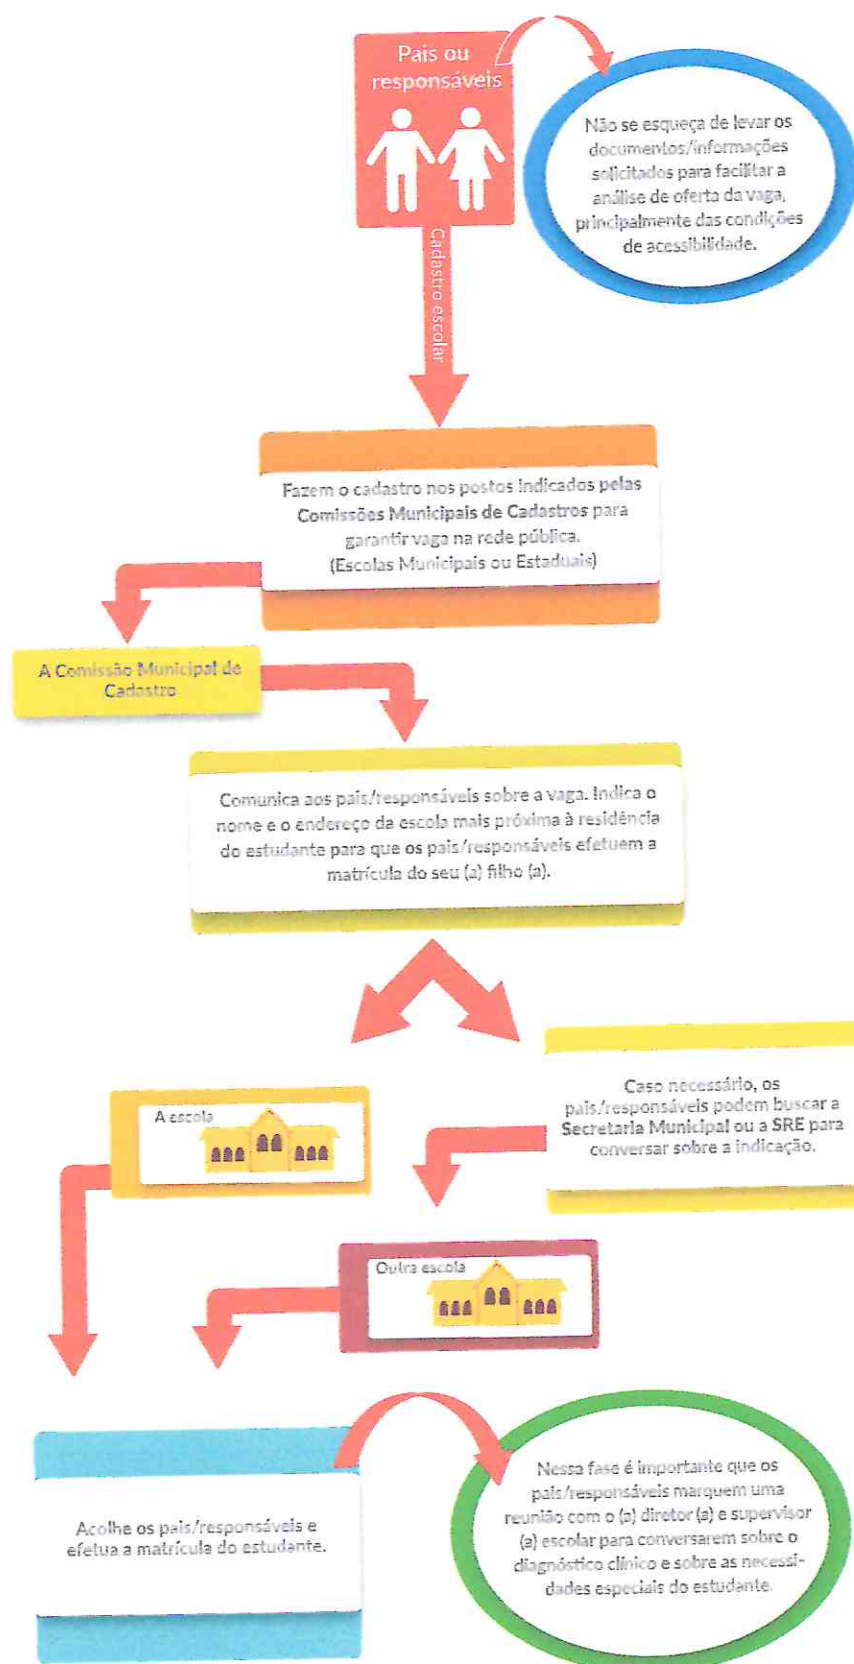 Pais ou
responsáveis
Não se esqueça de levar os
documentos/informações
solicitados para facilitar a
análise de oferta da vaga,
principalmente das condições
de acessibilidade.
Cadastro escolar
Fazem o cadastro nos postos indicados pelas
Comissões Municipais de Cadastros para
garantir vaga na rede pública.
(Escolas Municipais ou Estaduais)
A Comissão Municipal de
Cadastro
Comunica aos pais/responsáveis sobre a vaga. Indica o
nome e o endereço da escola mais próxima à residência
do estudante para que os pais/responsáveis efetuem a
matrícula do seu (a) filho (a).
Caso necessário, os
pais/responsáveis podem buscar a
Secretaria Municipal ou a SRE para
conversar sobre a indicação.
A escola
Outra escola
Acolhe os pais/responsáveis e
efetua a matrícula do estudante.
Nessa fase é importante que os
pais/responsáveis marquem uma
reunião com o (a) diretor (a) e supervisor
(a) escolar para conversarem sobre o
diagnóstico clínico e sobre as necessi-
dades especiais do estudante.